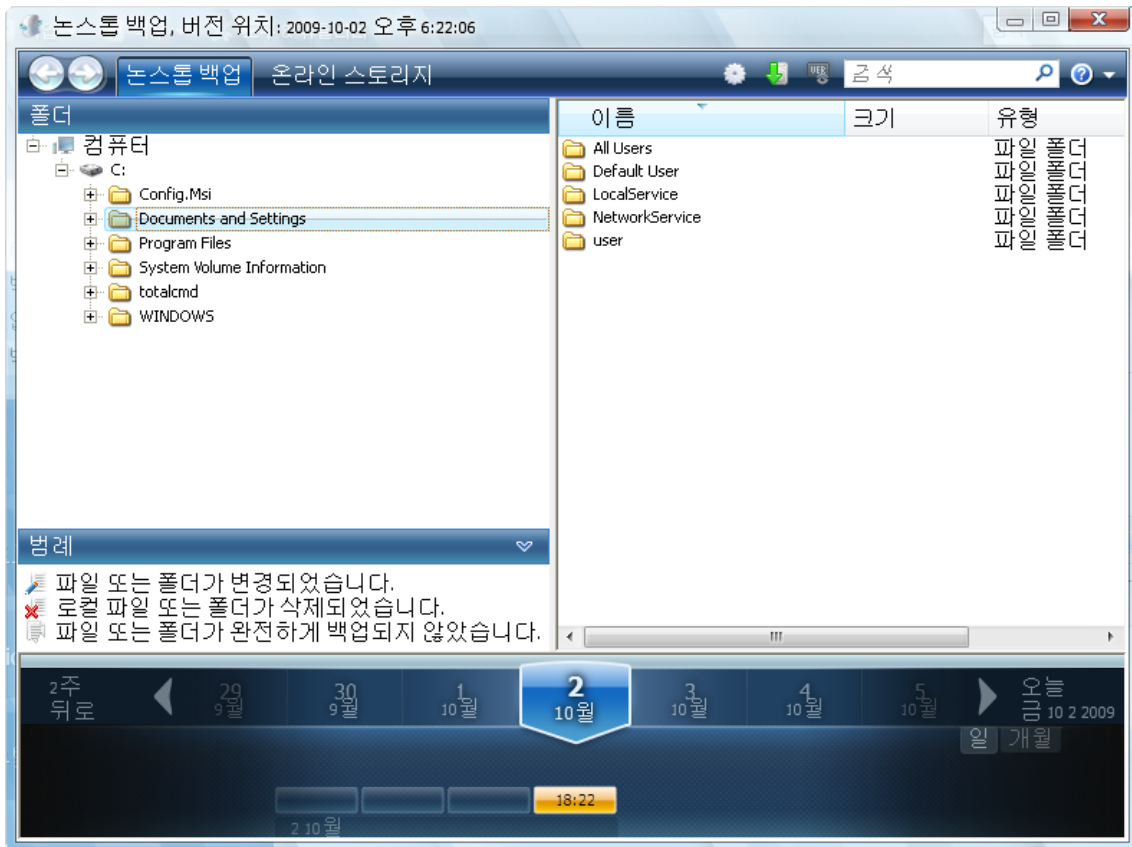 논스톱 백업, 버전 위치: 2009-10-02 오후 6:22:06
논스톱 백업 온라인 스토리지 검색
폴더
컴퓨터
C:
Config.Msi
Documents and Settings
Program Files
System Volume Information
totalcmd
WINDOWS
이름 크기 유형
All Users 파일 폴더
Default User 파일 폴더
LocalService 파일 폴더
NetworkService 파일 폴더
user 파일 폴더
범례
파일 또는 폴더가 변경되었습니다.
로컬 파일 또는 폴더가 삭제되었습니다.
파일 또는 폴더가 완전하게 백업되지 않았습니다.
2주
뒤로
29
9월
30
9월
1
10월
2
10월
3
10월
4
10월
5
10월
오늘
금 10 2 2009
일 개월
18:22
2 10월